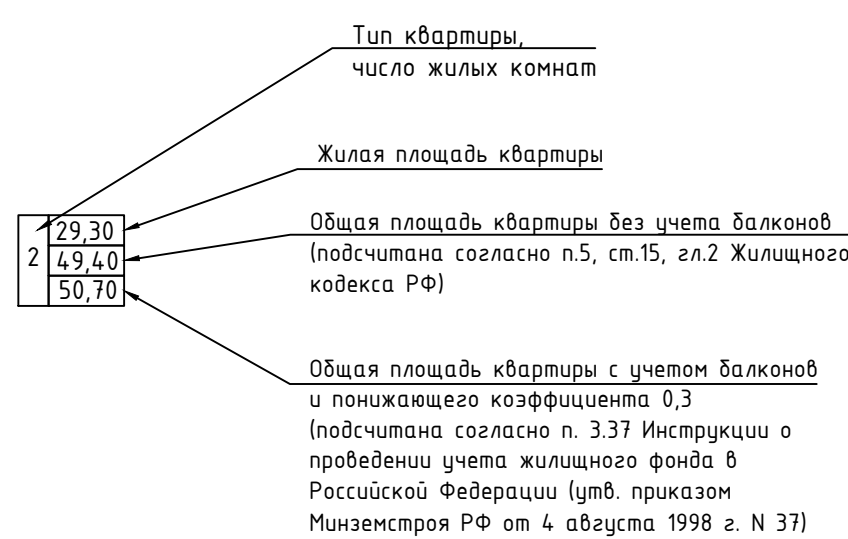 Тип квартиры,
число жилых комнат
Жилая площадь квартиры
2
29,30
49,40
50,70
Общая площадь квартиры без учета балконов
(подсчитана согласно п.5, ст.15, гл.2 Жилищного
кодекса РФ)
Общая площадь квартиры с учетом балконов
и понижающего коэффициента 0,3
(подсчитана согласно п. 3.37 Инструкции о
проведении учета жилищного фонда в
Российской Федерации (утв. приказом
Минземстроя РФ от 4 августа 1998 г. N 37)